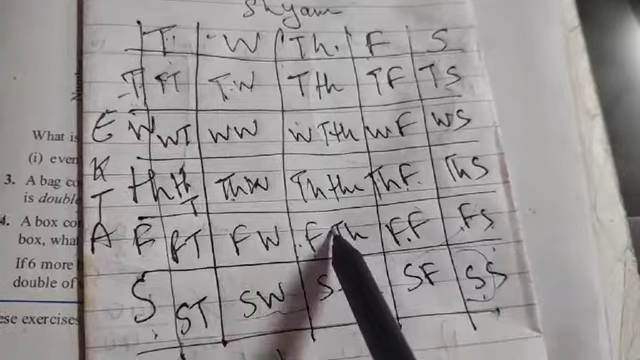 Shyam
T W Th. F S
T TT TW Th TF TS
E W WT WW WTh WF WS
K Th ThT ThW ThTh ThF ThS
T
A F FT FW FTh FF FS
S ST SW S SF SS
What is
(i) even
3. A bag co
is double
4. A box co
box, wha
If 6 more
double of
ese exercises